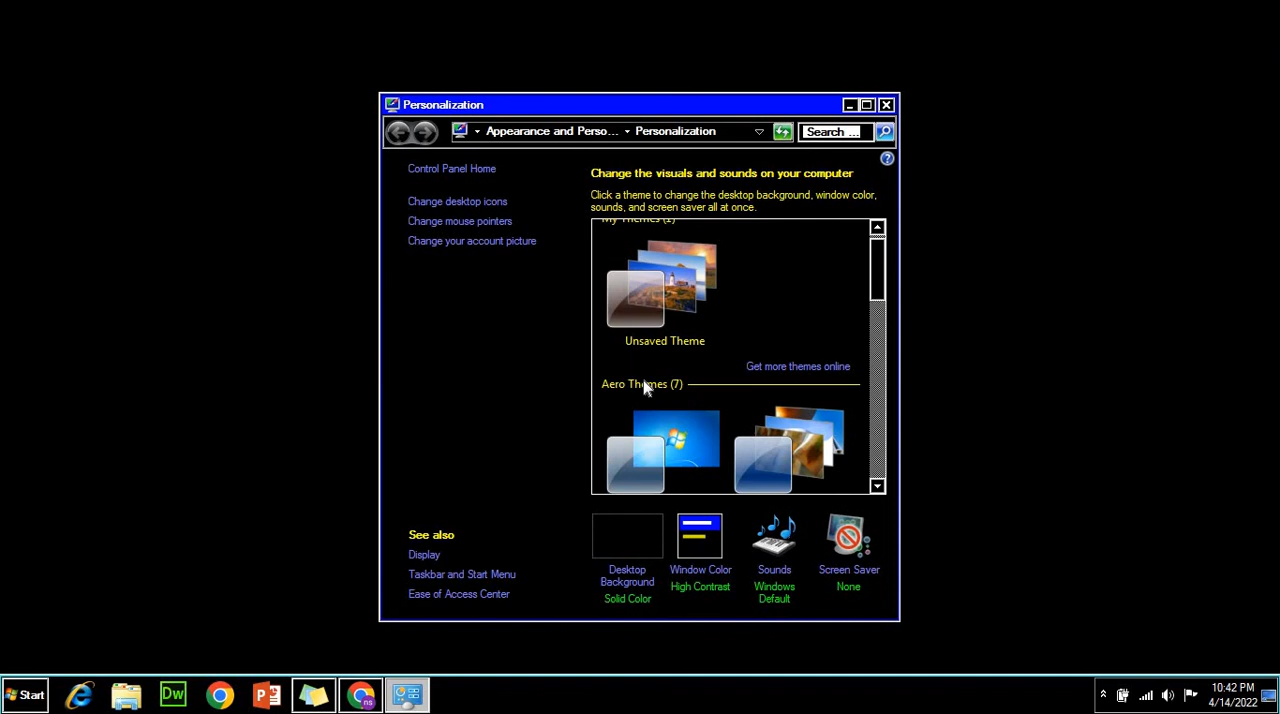 Personalization
Appearance and Perso... Personalization
Search ...
Control Panel Home
Change desktop icons
Change mouse pointers
Change your account picture
Change the visuals and sounds on your computer
Click a theme to change the desktop background, window color,
sounds, and screen saver all at once.
My Themes
Unsaved Theme
Get more themes online
Aero Themes (7)
See also
Display
Taskbar and Start Menu
Ease of Access Center
Desktop
Background
Solid Color
Window Color
High Contrast
Sounds
Windows
Default
Screen Saver
None
Start
Dw
P
ns
10:42 PM
4/14/2022